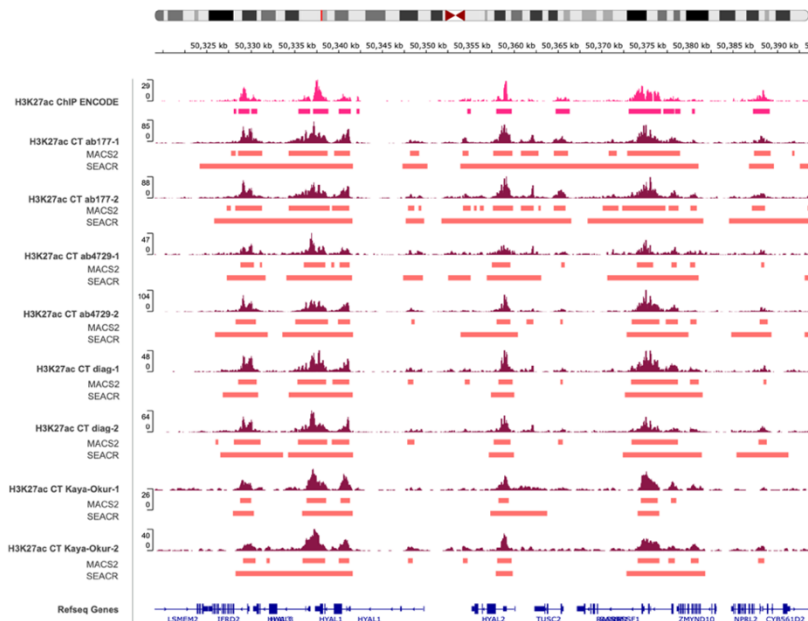 50,325 kb 50,330 kb 50,335 kb 50,340 kb 50,345 kb 50,350 kb 50,355 kb 50,360 kb 50,365 kb 50,370 kb 50,375 kb 50,380 kb 50,385 kb 50,390 kb
29
0
H3K27ac ChIP ENCODE
85
0
H3K27ac CT ab177-1
MACS2
SEACR
88
0
H3K27ac CT ab177-2
MACS2
SEACR
47
0
H3K27ac CT ab4729-1
MACS2
SEACR
104
0
H3K27ac CT ab4729-2
MACS2
SEACR
48
0
H3K27ac CT diag-1
MACS2
SEACR
64
0
H3K27ac CT diag-2
MACS2
SEACR
H3K27ac CT Kaya-Okur-1
26
0
MACS2
SEACR
40
0
H3K27ac CT Kaya-Okur-2
MACS2
SEACR
Refseq Genes
LSMEM2 IFRD2 HYAL1 HYAL1 HYAL2 TUSC2 ZMYND10 NPRL2 CYB561D2